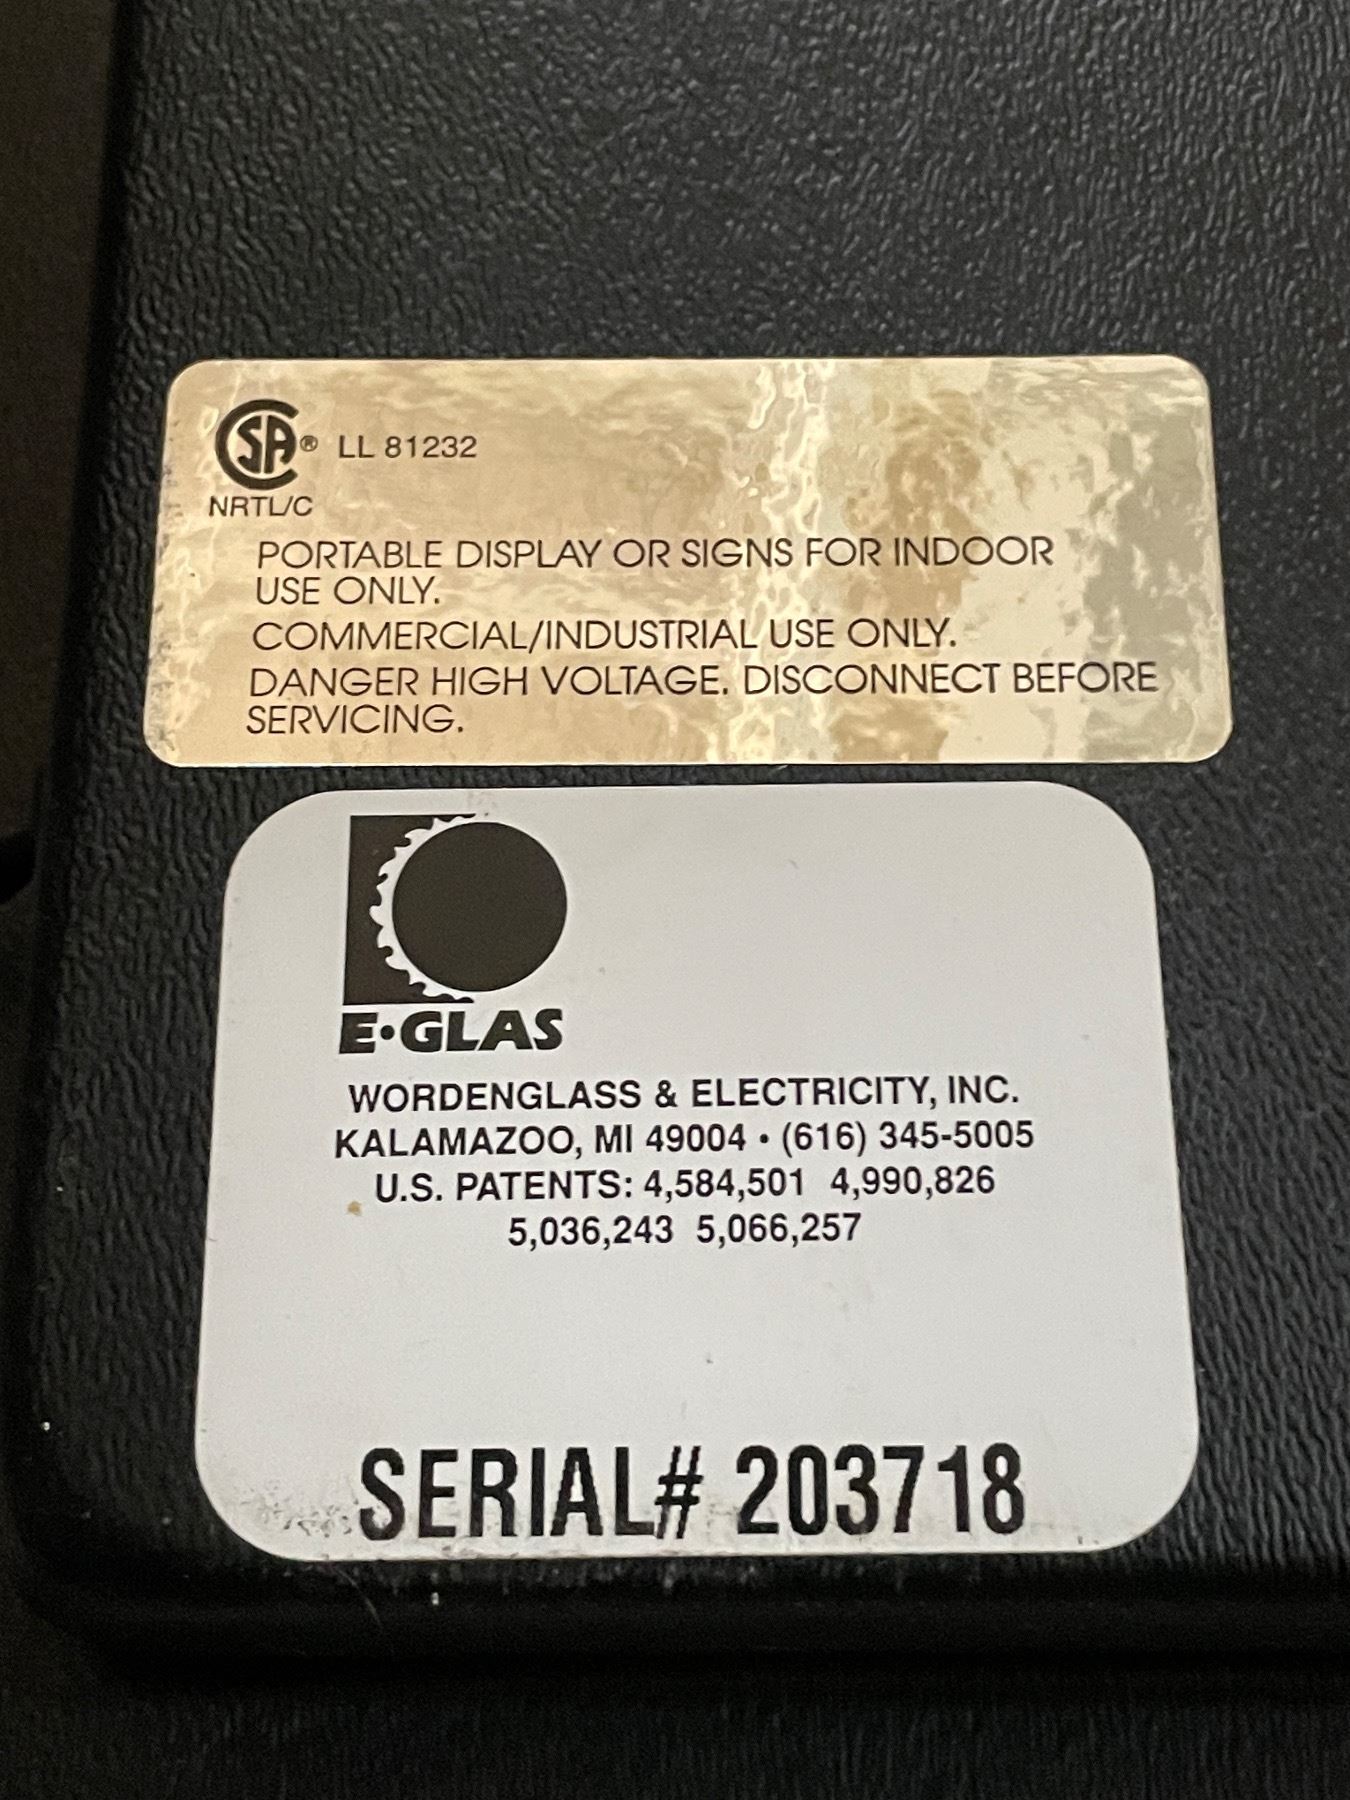 CSA® LL 81232
NRTL/C
PORTABLE DISPLAY OR SIGNS FOR INDOOR
USE ONLY.
COMMERCIAL/INDUSTRIAL USE ONLY.
DANGER HIGH VOLTAGE. DISCONNECT BEFORE
SERVICING.
E•GLAS
WORDENGLASS & ELECTRICITY, INC.
KALAMAZOO, MI 49004 • (616) 345-5005
U.S. PATENTS: 4,584,501 4,990,826
5,036,243 5,066,257
SERIAL# 203718